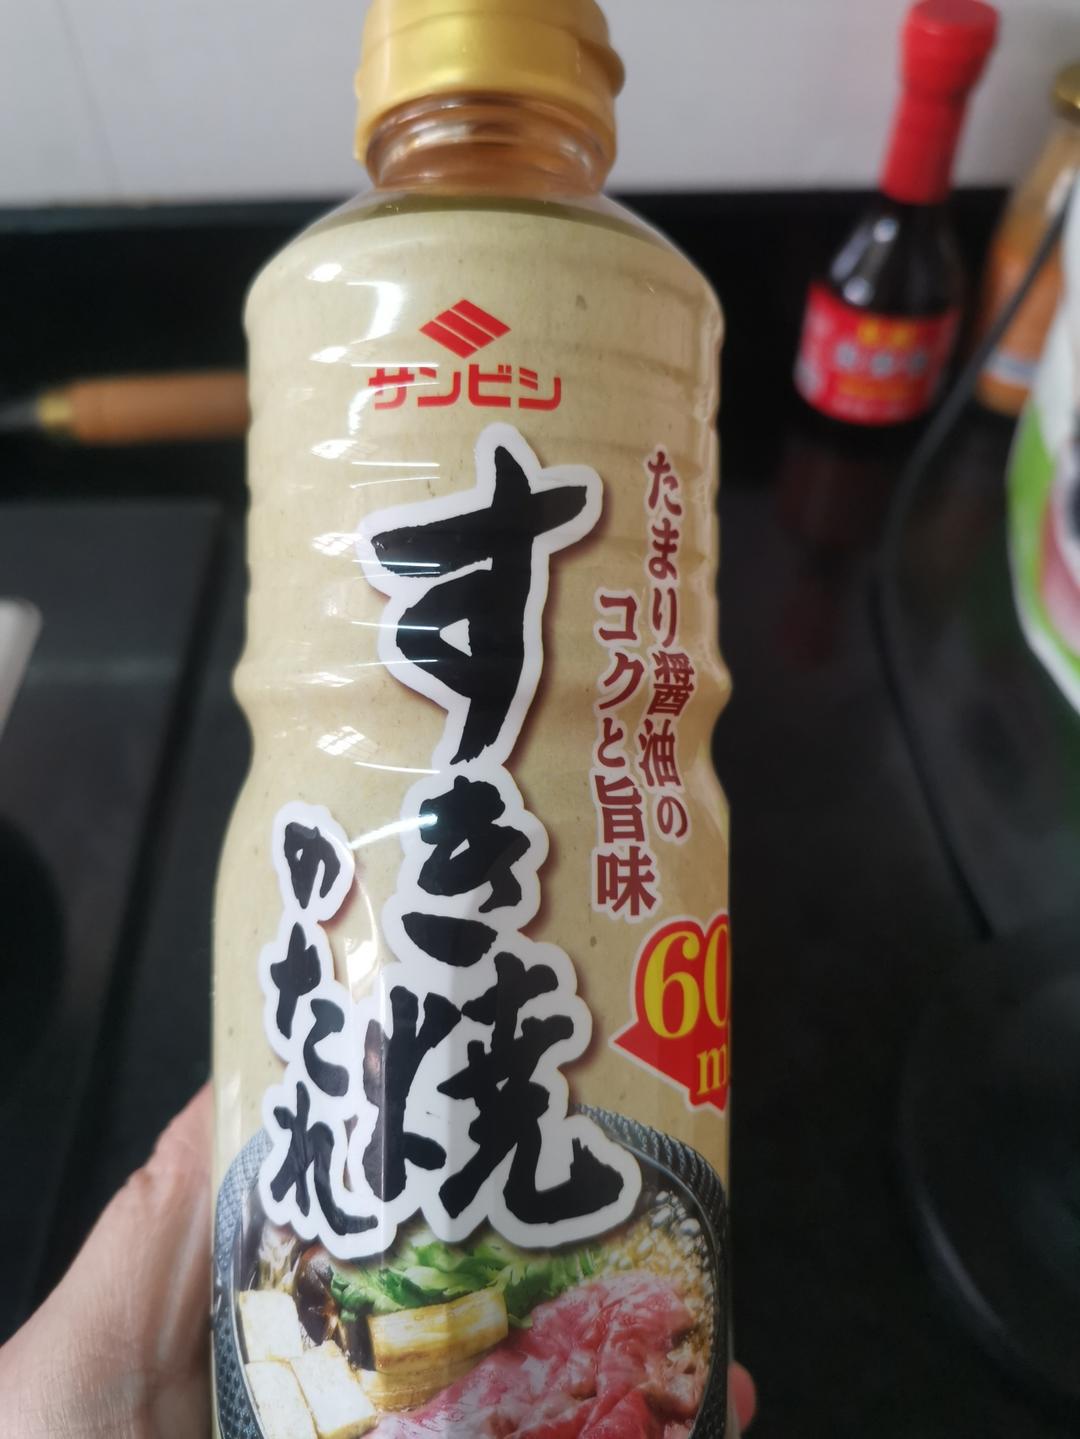 サンビシ
たまり醤油の
コクと旨味
すき焼
のたれ